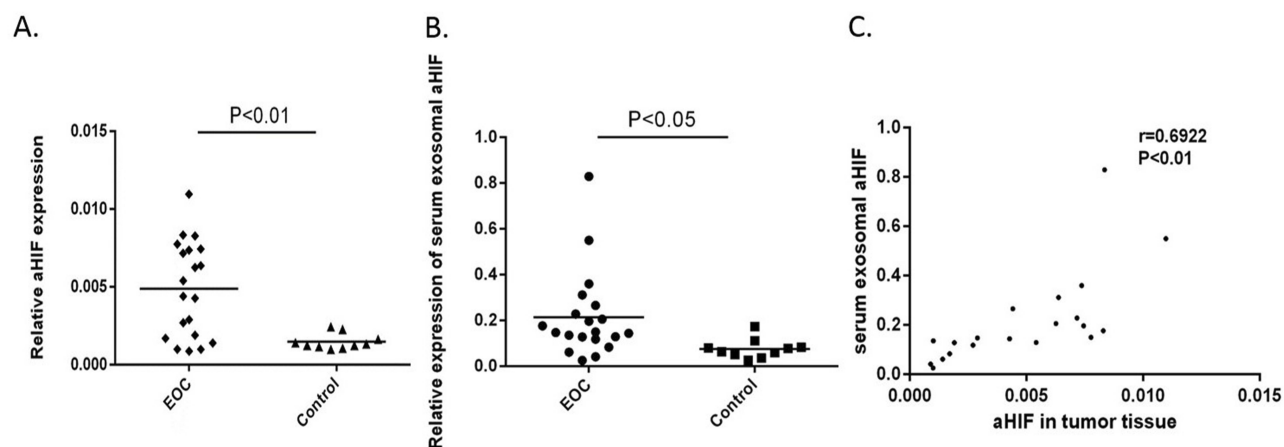 A.
P<0.01
Relative aHIF expression
0.015
0.010
0.005
0.000
EOC
Control
B.
P<0.05
Relative expression of serum exosomal aHIF
1.0
0.8
0.6
0.4
0.2
0.0
EOC
Control
C.
r=0.6922
P<0.01
serum exosomal aHIF
1.0
0.8
0.6
0.4
0.2
0.0
0.000 0.005 0.010 0.015
aHIF in tumor tissue